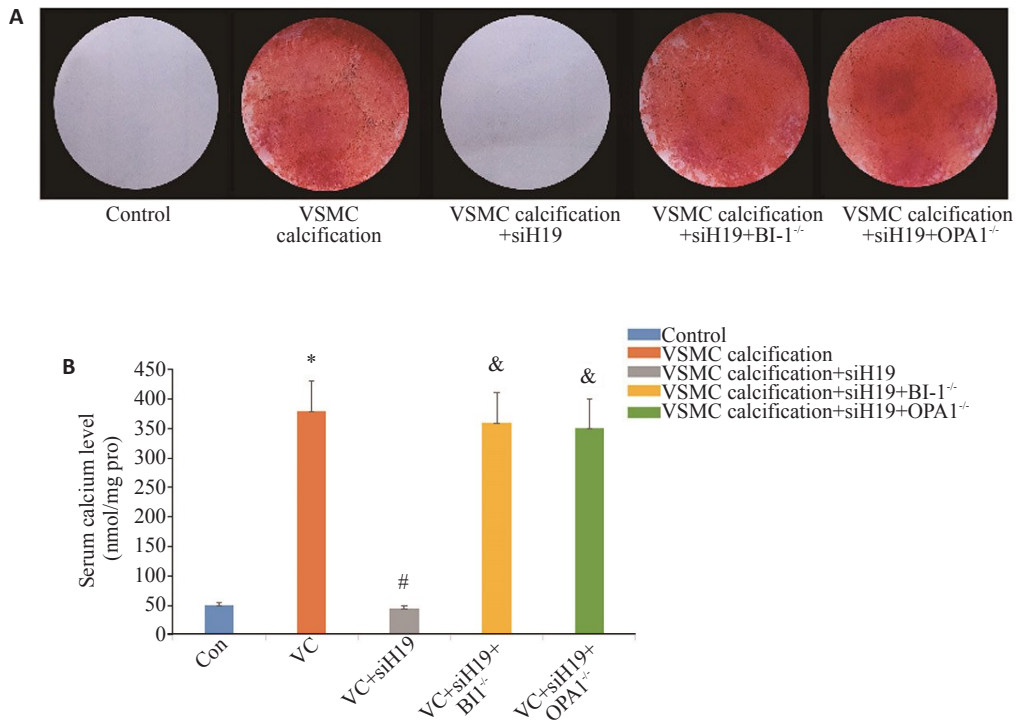 A
Control
VSMC
calcification
VSMC calcification
+siH19
VSMC calcification
+siH19+BI-1-/-
VSMC calcification
+siH19+OPA1-/-
B
Control
VSMC calcification
VSMC calcification+siH19
VSMC calcification+siH19+BI-1-/-
VSMC calcification+siH19+OPA1-/-
Serum calcium level
(nmol/mg pro)
450
400
350
300
250
200
150
100
50
0
*
#
&
&
Con
VC
VC+siH19
VC+siH19+
BI1-/-
VC+siH19+
OPA1-/-